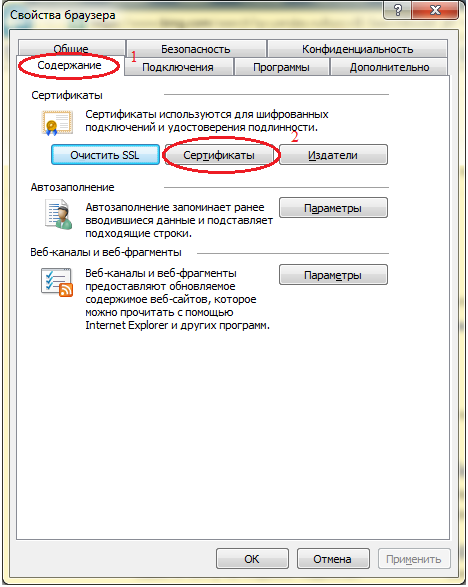 Свойства браузера
Общие Безопасность Конфиденциальность
Содержание 1 Подключения Программы Дополнительно
Сертификаты
Сертификаты используются для шифрованных
подключений и удостоверения подлинности.
2
Очистить SSL Сертификаты Издатели
Автозаполнение
Автозаполнение запоминает ранее
вводившиеся данные и подставляет
подходящие строки.
Параметры
Веб-каналы и веб-фрагменты
Веб-каналы и веб-фрагменты
предоставляют обновляемое
содержимое веб-сайтов, которое
можно прочитать с помощью
Internet Explorer и других программ.
Параметры
ОК Отмена Применить